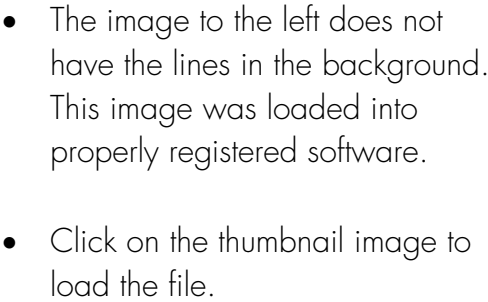 • The image to the left does not
have the lines in the background.
This image was loaded into
properly registered software.
• Click on the thumbnail image to
load the file.